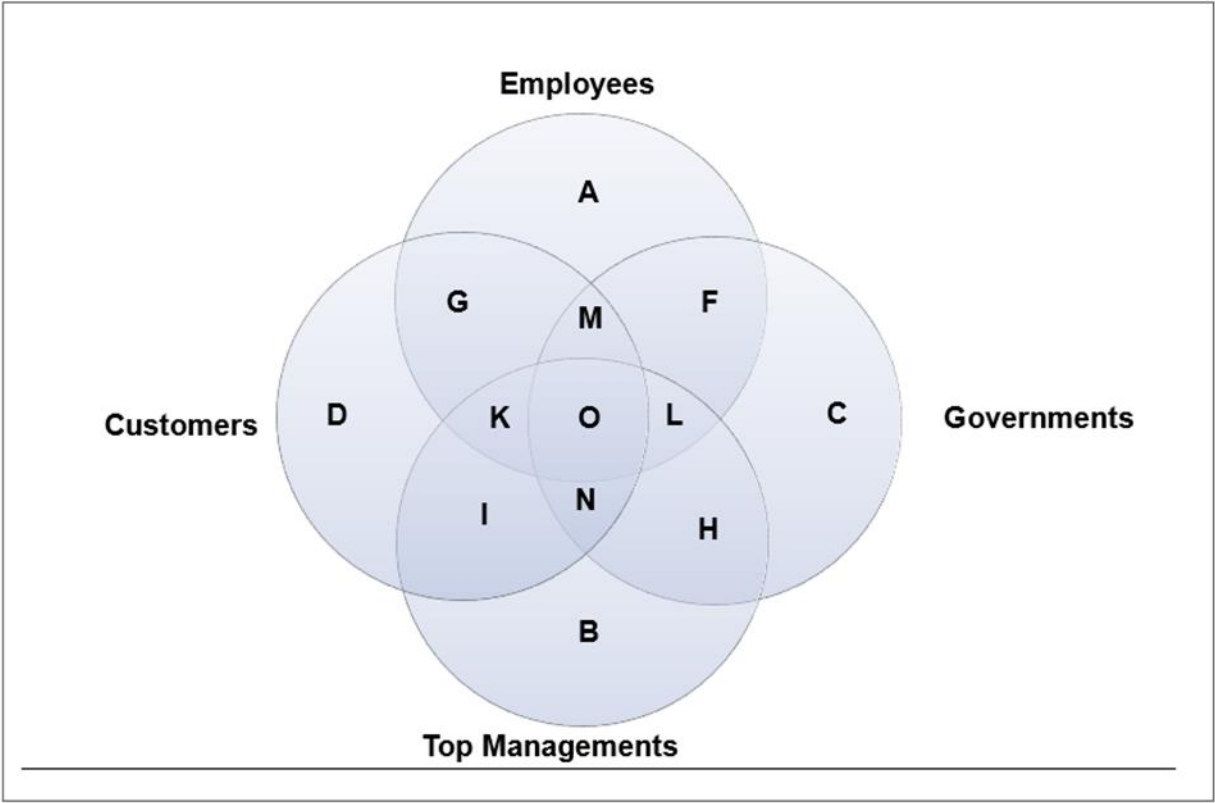 Employees
A
G
F
M
D
K
O
L
C
Customers
Governments
I
N
H
B
Top Managements